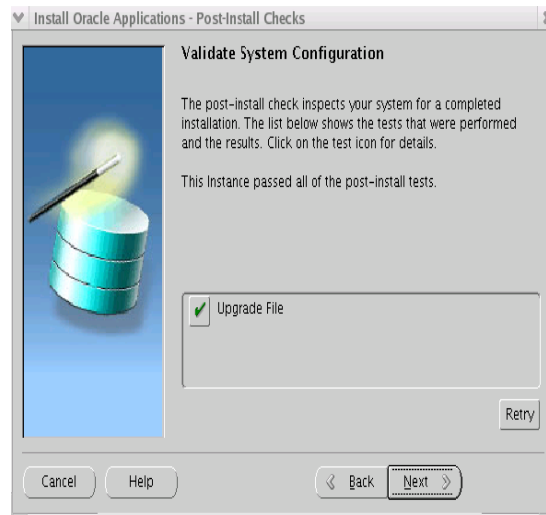 Install Oracle Applications - Post-Install Checks
Validate System Configuration
The post-install check inspects your system for a completed
installation. The list below shows the tests that were performed
and the results. Click on the test icon for details.
This Instance passed all of the post-install tests.
Upgrade File
Retry
Cancel
Help
Back
Next